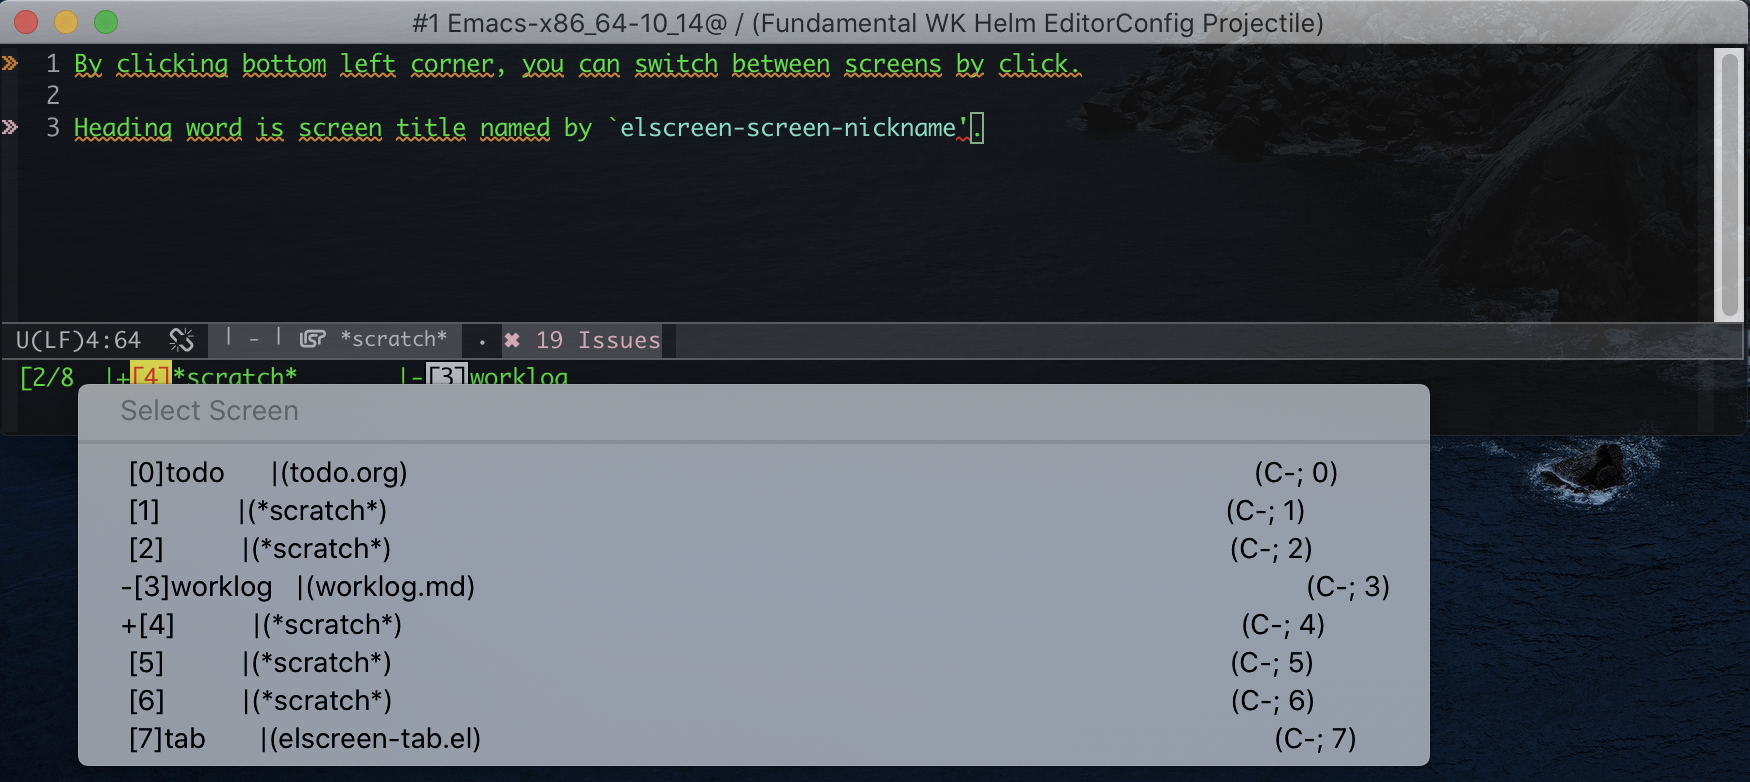 #1 Emacs-x86_64-10_14@ / (Fundamental WK Helm EditorConfig Projectile)
1 By clicking bottom left corner, you can switch between screens by click.
2
3 Heading word is screen title named by `elscreen-screen-nickname'.
U(LF)4:64 | - | *scratch* . ✖ 19 Issues
[2/8 |+[4]*scratch* |-[3]worklog
Select Screen
[0]todo |(todo.org) (C-; 0)
[1] |(*scratch*) (C-; 1)
[2] |(*scratch*) (C-; 2)
-[3]worklog |(worklog.md) (C-; 3)
+[4] |(*scratch*) (C-; 4)
[5] |(*scratch*) (C-; 5)
[6] |(*scratch*) (C-; 6)
[7]tab |(elscreen-tab.el) (C-; 7)